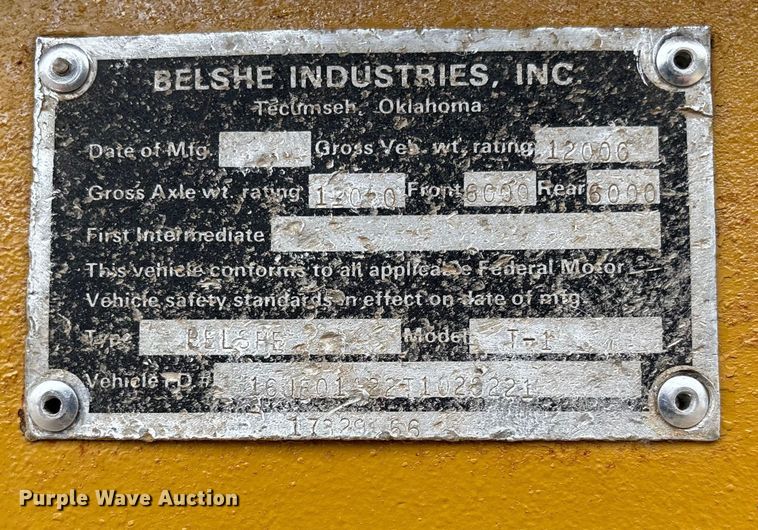 BELSHE INDUSTRIES, INC.
Tecumseh, Oklahoma
Date of Mfg. Gross Veh. wt. rating 12000
Gross Axle wt. rating 12000 Front 6000 Rear 6000
First Intermediate
This vehicle conforms to all applicable Federal Motor
Vehicle safety standards in effect on date of mfg.
Type BELSHE Model T-1
Vehicle I D #
Purple Wave Auction